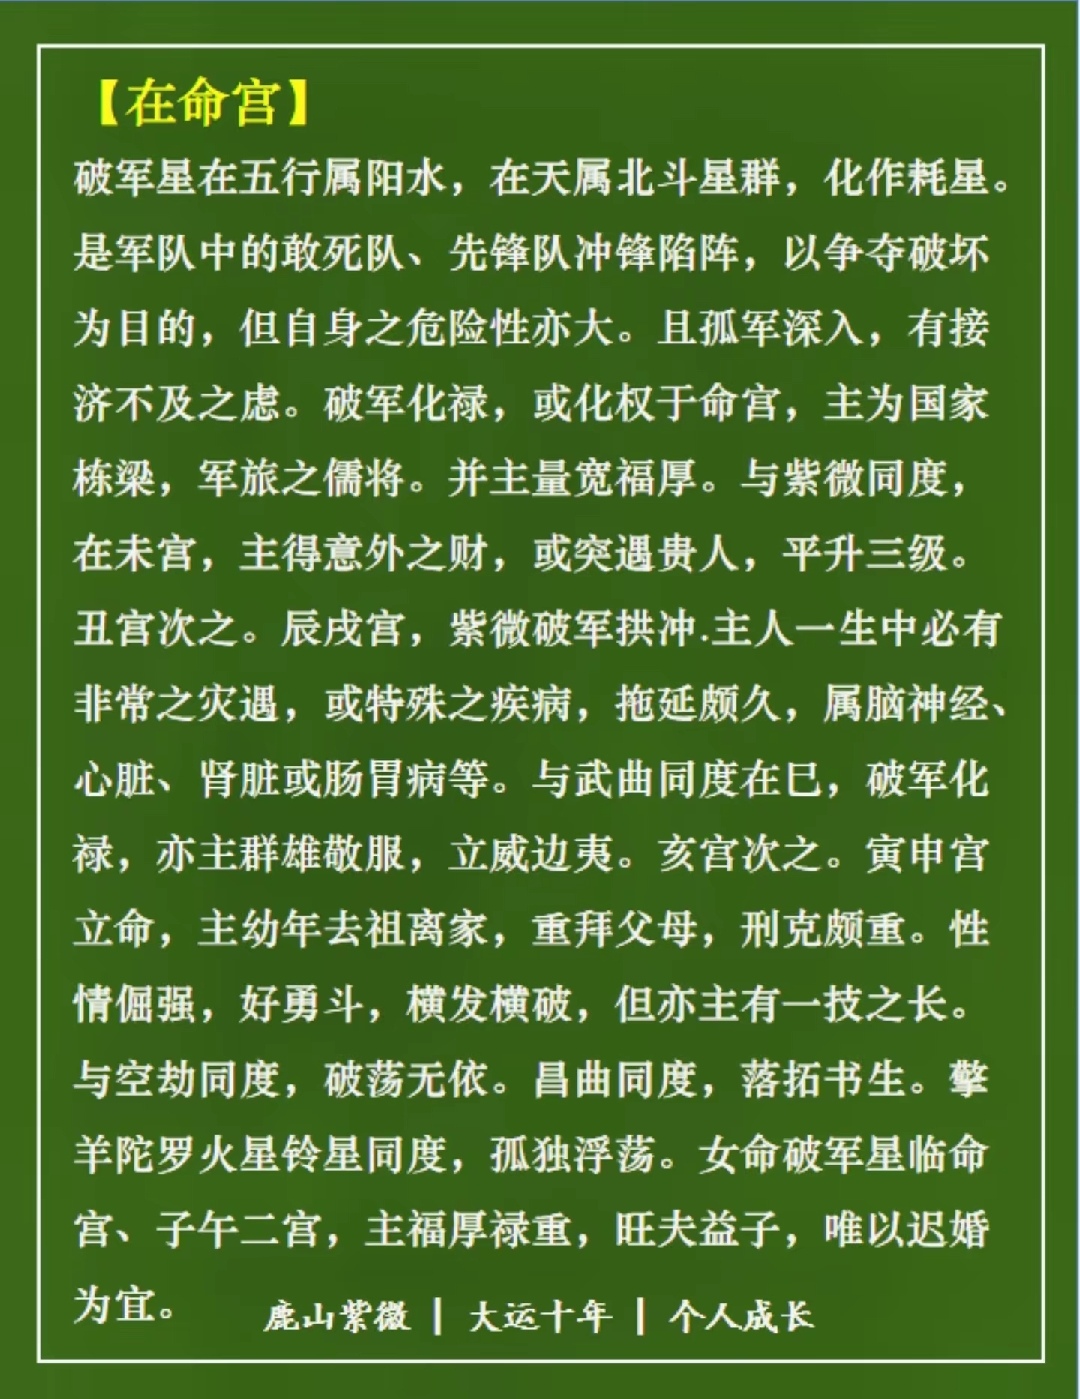 【在命宫】
破军星在五行属阳水，在天属北斗星群，化作耗星。
是军队中的敢死队、先锋队冲锋陷阵，以争夺破坏
为目的，但自身之危险性亦大。且孤军深入，有接
济不及之虑。破军化禄，或化权于命宫，主为国家
栋梁，军旅之儒将。并主量宽福厚。与紫微同度，
在未宫，主得意外之财，或突遇贵人，平升三级。
丑宫次之。辰戌宫，紫微破军拱冲.主人一生中必有
非常之灾遇，或特殊之疾病，拖延颇久，属脑神经、
心脏、肾脏或肠胃病等。与武曲同度在巳，破军化
禄，亦主群雄敬服，立威边夷。亥宫次之。寅申宫
立命，主幼年去祖离家，重拜父母，刑克颇重。性
情倔强，好勇斗，横发横破，但亦主有一技之长。
与空劫同度，破荡无依。昌曲同度，落拓书生。擎
羊陀罗火星铃星同度，孤独浮荡。女命破军星临命
宫、子午二宫，主福厚禄重，旺夫益子，唯以迟婚
为宜。
鹿山紫微 | 大运十年 | 个人成长